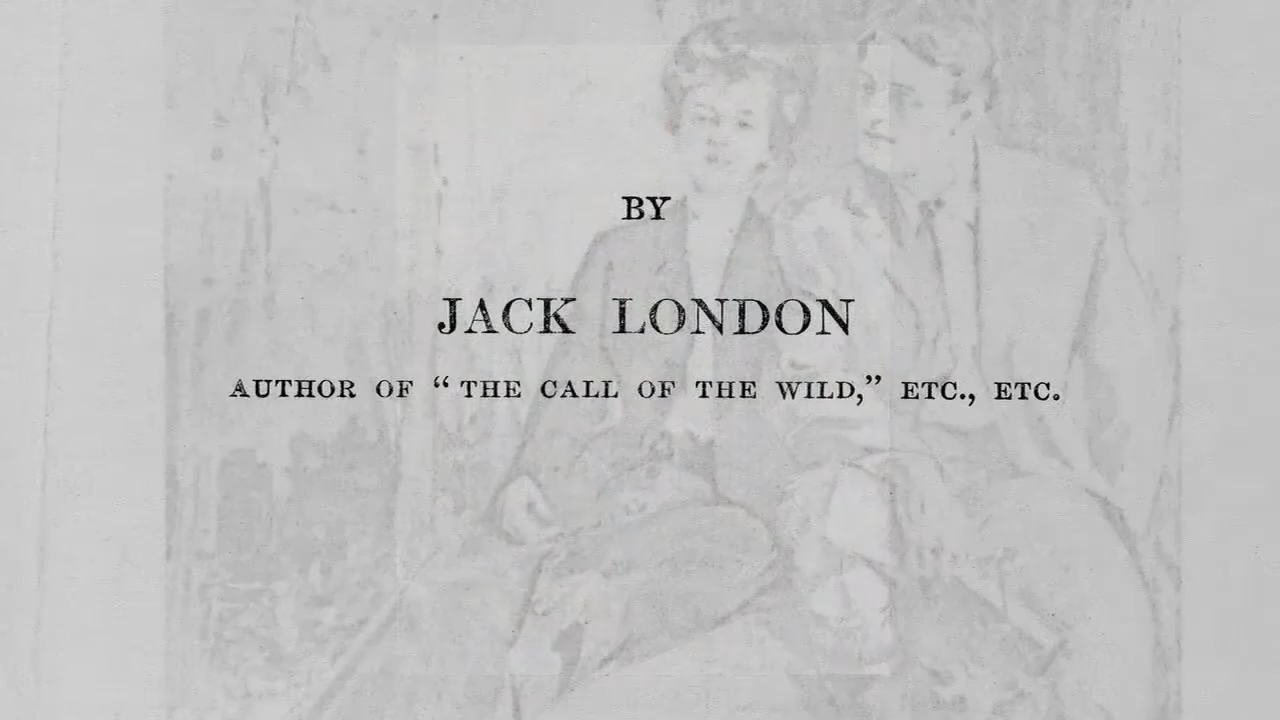 BY
JACK LONDON
AUTHOR OF “THE CALL OF THE WILD,” ETC., ETC.